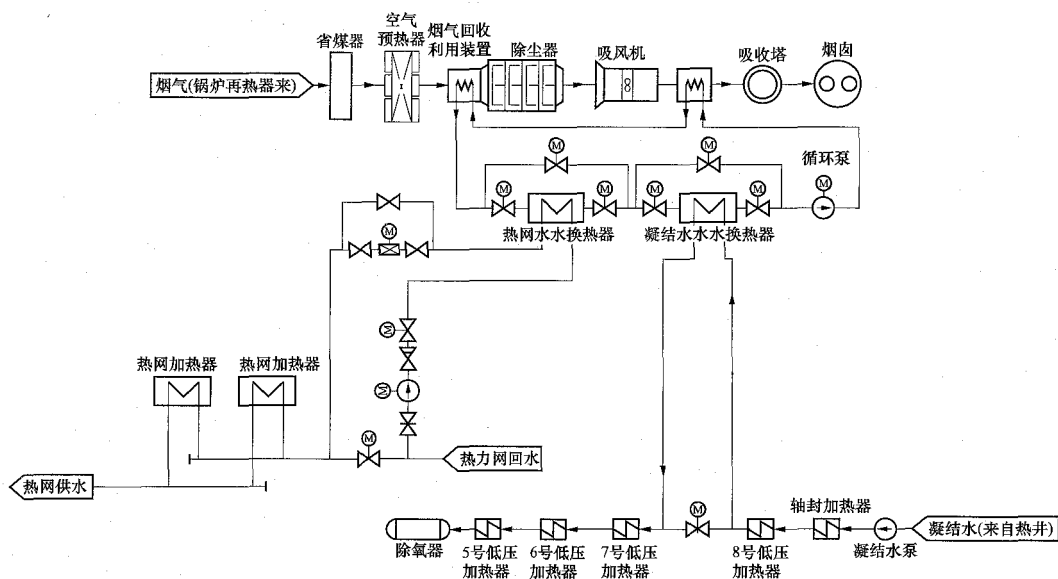 空气
预热器
烟气回收
利用装置
省煤器
除尘器
吸风机
吸收塔
烟囱
烟气(锅炉再热器来)
M
M
循环泵
M
M
M
M
M
M
热网水水换热器
凝结水水水换热器
M
热网加热器
热网加热器
M
M
热力网回水
热网供水
M
轴封加热器
凝结水(来自热井)
除氧器
5号低压
加热器
6号低压
加热器
7号低压
加热器
8号低压
加热器
凝结水泵